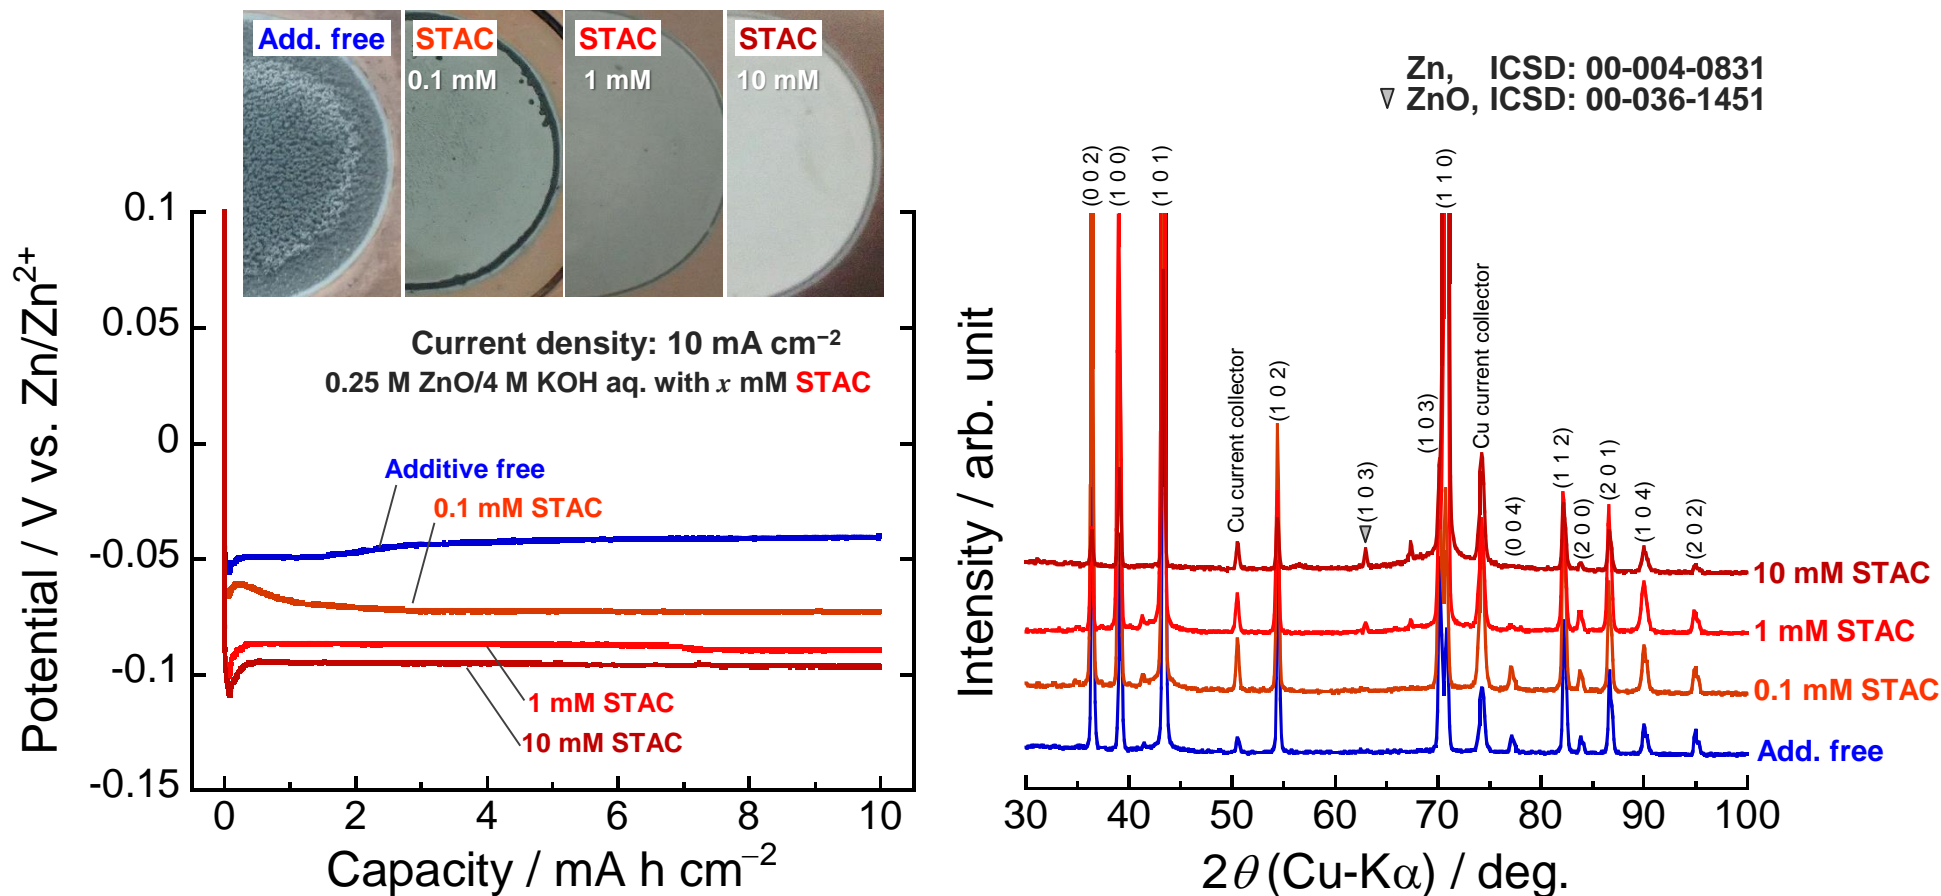 Add. free
STAC
0.1 mM
STAC
1 mM
STAC
10 mM
0.1
0.05
0
-0.05
-0.1
-0.15
Potential / V vs. Zn/Zn²⁺
Current density: 10 mA cm⁻²
0.25 M ZnO/4 M KOH aq. with x mM STAC
Additive free
0.1 mM STAC
1 mM STAC
10 mM STAC
0 2 4 6 8 10
Capacity / mA h cm⁻²
Zn, ICSD: 00-004-0831
ZnO, ICSD: 00-036-1451
Intensity / arb. unit
(0 0 2)
(1 0 0)
(1 0 1)
Cu current collector
(1 0 2)
(1 0 3)
(1 0 3)
(1 1 0)
Cu current collector
(0 0 4)
(1 1 2)
(2 0 0)
(2 0 1)
(1 0 4)
(2 0 2)
10 mM STAC
1 mM STAC
0.1 mM STAC
Add. free
30 40 50 60 70 80 90 100
2θ (Cu-Kα) / deg.